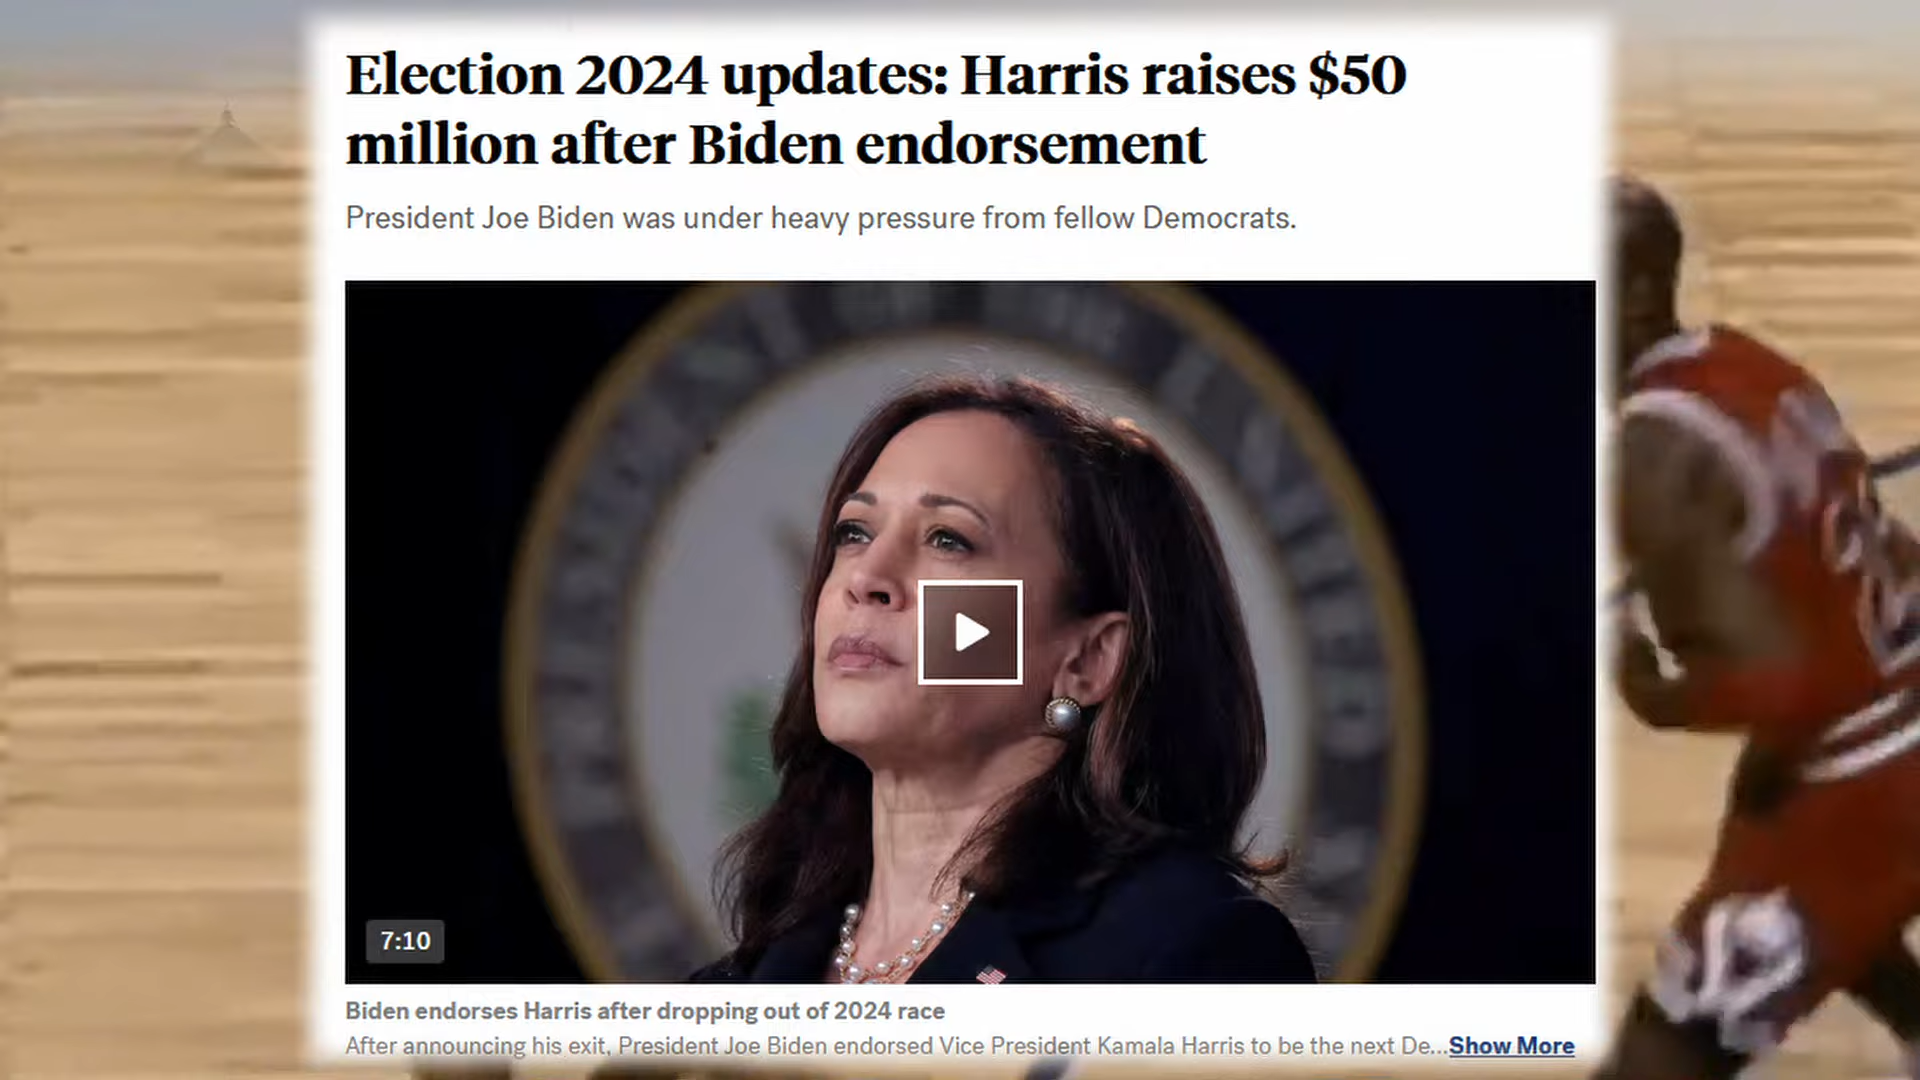 Election 2024 updates: Harris raises $50
million after Biden endorsement
President Joe Biden was under heavy pressure from fellow Democrats.
7:10
Biden endorses Harris after dropping out of 2024 race
After announcing his exit, President Joe Biden endorsed Vice President Kamala Harris to be the next De...Show More